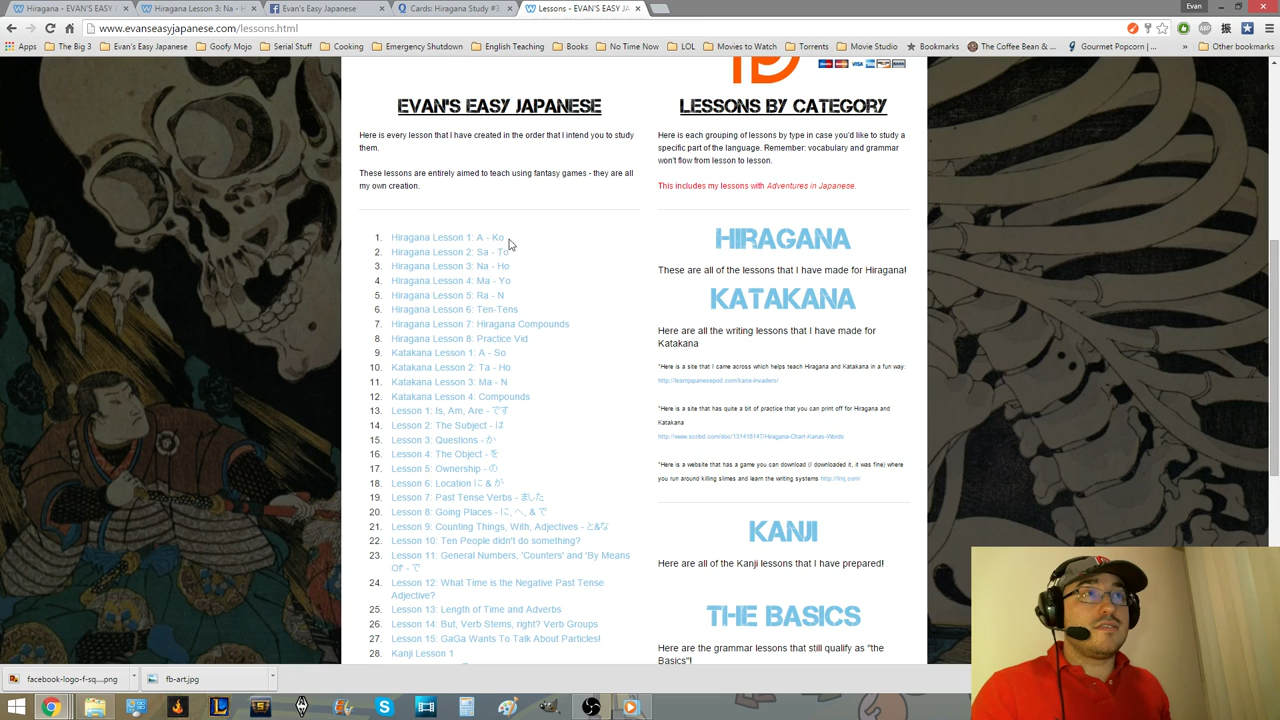 Hiragana - EVAN'S EASY J
Hiragana Lesson 3: Na - H
Evan's Easy Japanese
Cards: Hiragana Study #3
Lessons - EVAN'S EASY JA
Evan
www.evanseasyjapanese.com/lessons.html
Apps
The Big 3
Evan's Easy Japanese
Goofy Mojo
Serial Stuff
Cooking
Emergency Shutdown
English Teaching
Books
No Time Now
LOL
Movies to Watch
Torrents
Movie Studio
Bookmarks
The Coffee Bean & ...
Gourmet Popcorn | ...
Other bookmarks
EVAN'S EASY JAPANESE
Here is every lesson that I have created in the order that I intend you to study
them.
These lessons are entirely aimed to teach using fantasy games - they are all
my own creation.
1. Hiragana Lesson 1: A - Ko
2. Hiragana Lesson 2: Sa - To
3. Hiragana Lesson 3: Na - Ho
4. Hiragana Lesson 4: Ma - Yo
5. Hiragana Lesson 5: Ra - N
6. Hiragana Lesson 6: Ten-Tens
7. Hiragana Lesson 7: Hiragana Compounds
8. Hiragana Lesson 8: Practice Vid
9. Katakana Lesson 1: A - So
10. Katakana Lesson 2: Ta - Ho
11. Katakana Lesson 3: Ma - N
12. Katakana Lesson 4: Compounds
13. Lesson 1: Is, Am, Are - です
14. Lesson 2: The Subject - は
15. Lesson 3: Questions - か
16. Lesson 4: The Object - を
17. Lesson 5: Ownership - の
18. Lesson 6: Location に & が
19. Lesson 7: Past Tense Verbs - ました
20. Lesson 8: Going Places - に, へ, & で
21. Lesson 9: Counting Things, With, Adjectives - と&な
22. Lesson 10: Ten People didn't do something?
23. Lesson 11: General Numbers, 'Counters' and 'By Means
Of' - で
24. Lesson 12: What Time is the Negative Past Tense
Adjective?
25. Lesson 13: Length of Time and Adverbs
26. Lesson 14: But, Verb Stems, right? Verb Groups
27. Lesson 15: GaGa Wants To Talk About Particles!
28. Kanji Lesson 1
LESSONS BY CATEGORY
Here is each grouping of lessons by type in case you'd like to study a
specific part of the language. Remember: vocabulary and grammar
won't flow from lesson to lesson.
This includes my lessons with Adventures in Japanese.
HIRAGANA
These are all of the lessons that I have made for Hiragana!
KATAKANA
Here are all the writing lessons that I have made for
Katakana
*Here is a site that I came across which helps teach Hiragana and Katakana in a fun way:
http://learnjapanesepod.com/kana-invaders/
*Here is a site that has quite a bit of practice that you can print off for Hiragana and
Katakana
*Here is a website that has a game you can download (I downloaded it, it was fine) where
you run around killing slimes and learn the writing systems http://lrnj.com/
KANJI
Here are all of the Kanji lessons that I have prepared!
THE BASICS
Here are the grammar lessons that still qualify as "the
Basics"!
facebook-logo-f-sq....png
fb-art.jpg